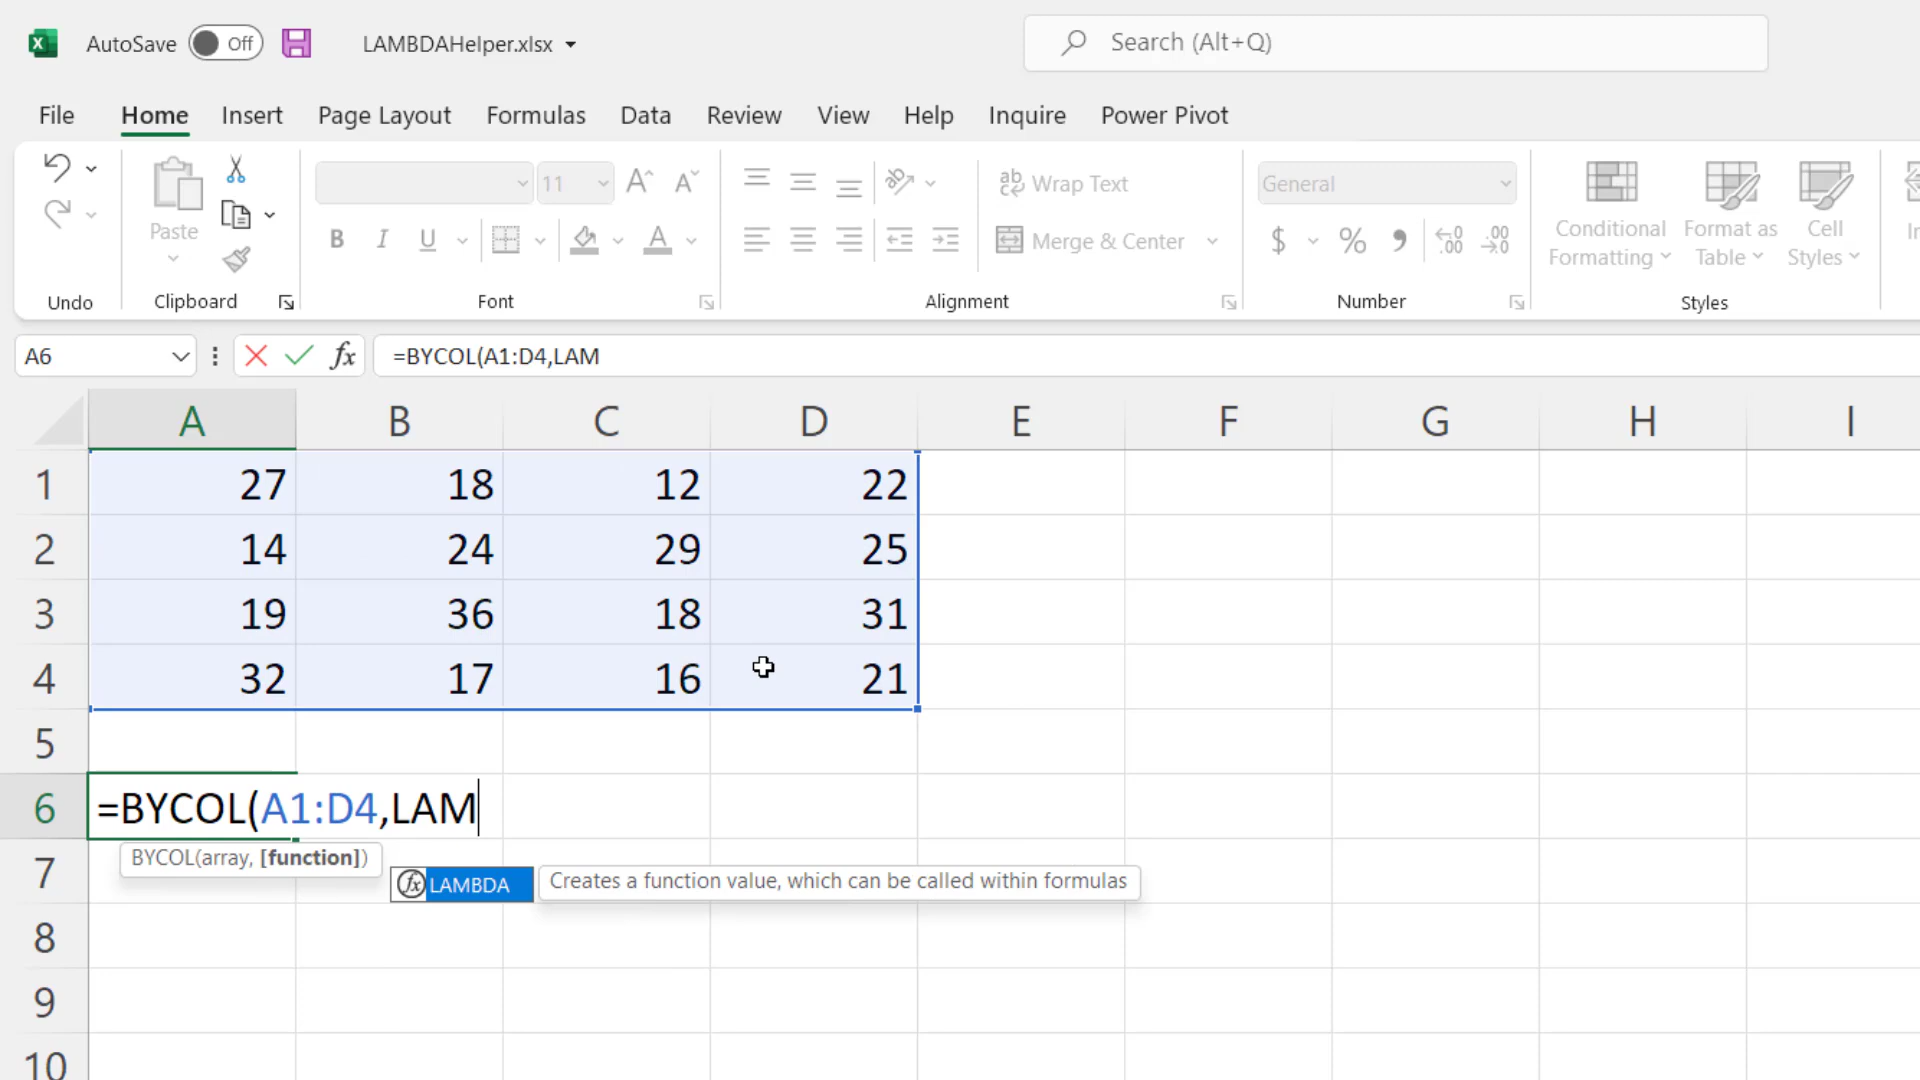 AutoSave Off LAMBDAHelper.xlsx Search (Alt+Q)
File Home Insert Page Layout Formulas Data Review View Help Inquire Power Pivot
11 Wrap Text General
Paste Conditional Format as Cell
B I U A Merge & Center $ % Formatting Table Styles
Undo Clipboard Font Alignment Number Styles
A6 fx =BYCOL(A1:D4,LAM
A B C D E F G H I
1 27 18 12 22
2 14 24 29 25
3 19 36 18 31
4 32 17 16 21
5
6 =BYCOL(A1:D4,LAM
BYCOL(array, [function])
7 LAMBDA Creates a function value, which can be called within formulas
8
9
10